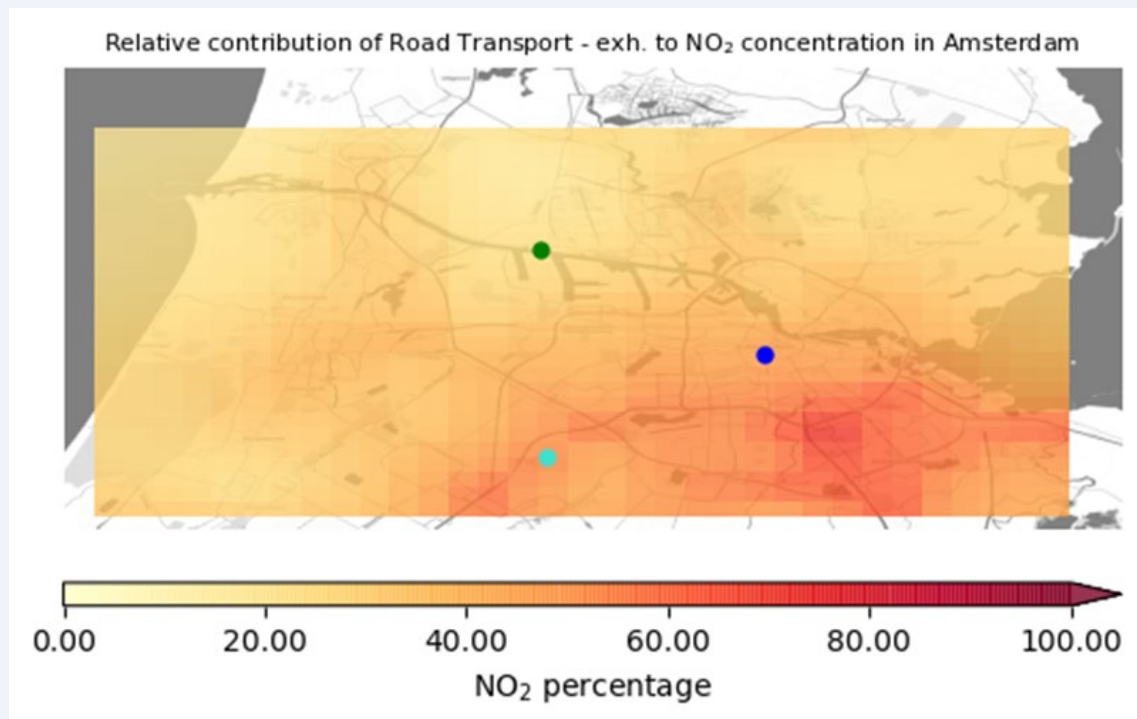 Relative contribution of Road Transport - exh. to NO₂ concentration in Amsterdam
0.00 20.00 40.00 60.00 80.00 100.00
NO₂ percentage